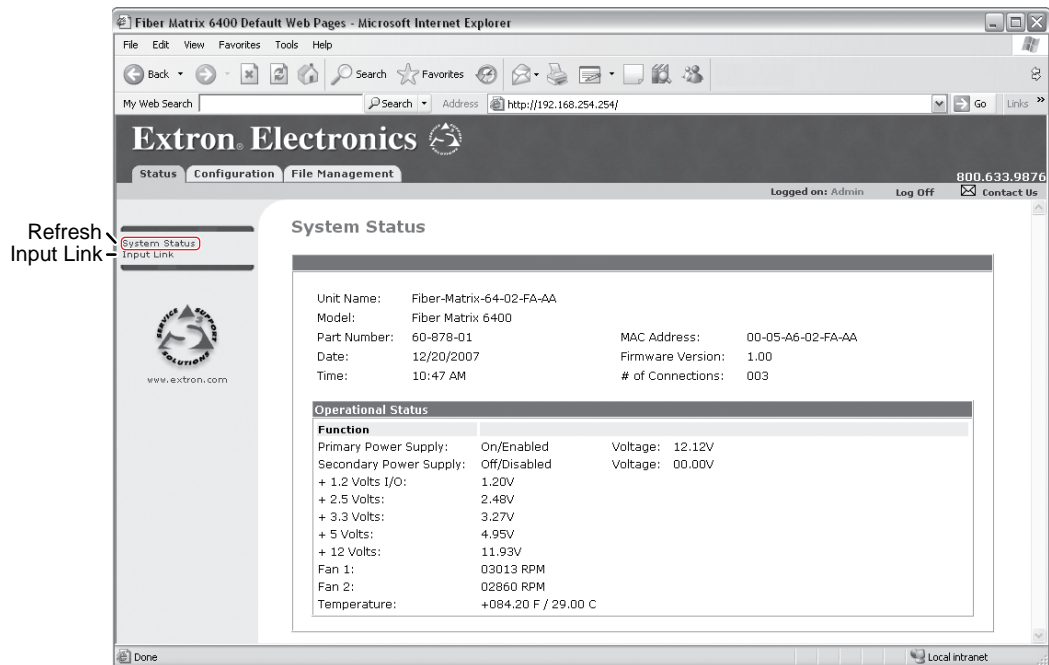 Fiber Matrix 6400 Default Web Pages - Microsoft Internet Explorer
File Edit View Favorites Tools Help
Back Search Favorites
My Web Search Search Address http://192.168.254.254/ Go Links »
Extron® Electronics
Status Configuration File Management 800.633.9876
Logged on: Admin Log Off Contact Us
Refresh
System Status
Input Link
Input Link
System Status
SERVICE SUPPORT SOLUTIONS
www.extron.com
Unit Name: Fiber-Matrix-64-02-FA-AA
Model: Fiber Matrix 6400
Part Number: 60-878-01 MAC Address: 00-05-A6-02-FA-AA
Date: 12/20/2007 Firmware Version: 1.00
Time: 10:47 AM # of Connections: 003
Operational Status
Function
Primary Power Supply: On/Enabled Voltage: 12.12V
Secondary Power Supply: Off/Disabled Voltage: 00.00V
+ 1.2 Volts I/O: 1.20V
+ 2.5 Volts: 2.48V
+ 3.3 Volts: 3.27V
+ 5 Volts: 4.95V
+ 12 Volts: 11.93V
Fan 1: 03013 RPM
Fan 2: 02860 RPM
Temperature: +084.20 F / 29.00 C
Done Local intranet